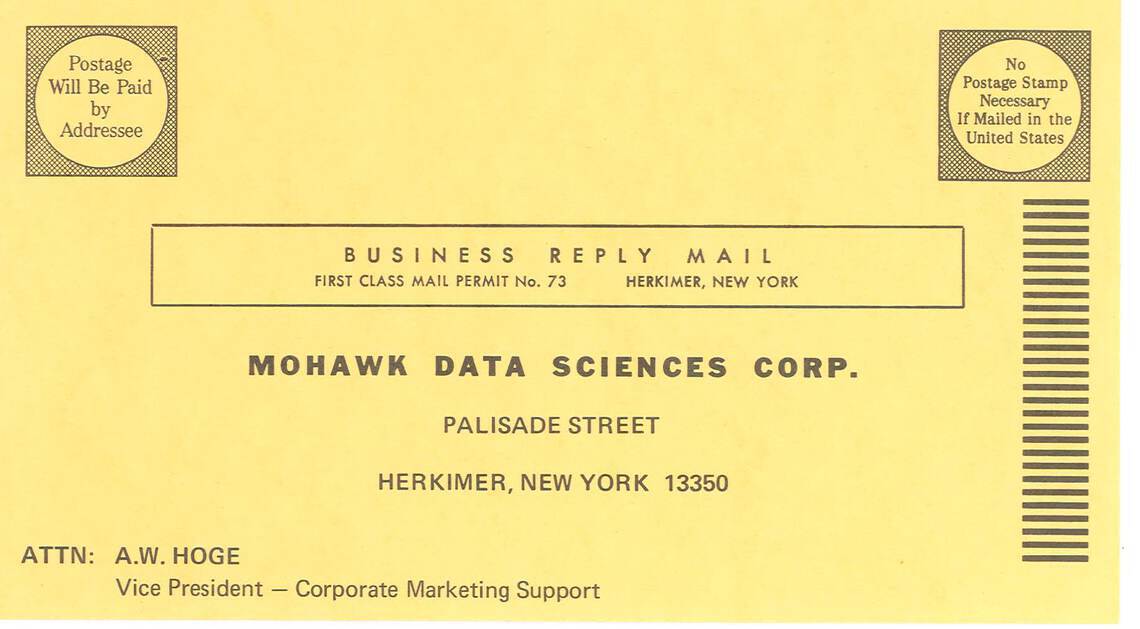 Postage
Will Be Paid
by
Addressee
No
Postage Stamp
Necessary
If Mailed in the
United States
BUSINESS REPLY MAIL
FIRST CLASS MAIL PERMIT No. 73 HERKIMER, NEW YORK
MOHAWK DATA SCIENCES CORP.
PALISADE STREET
HERKIMER, NEW YORK 13350
ATTN: A.W. HOGE
Vice President — Corporate Marketing Support